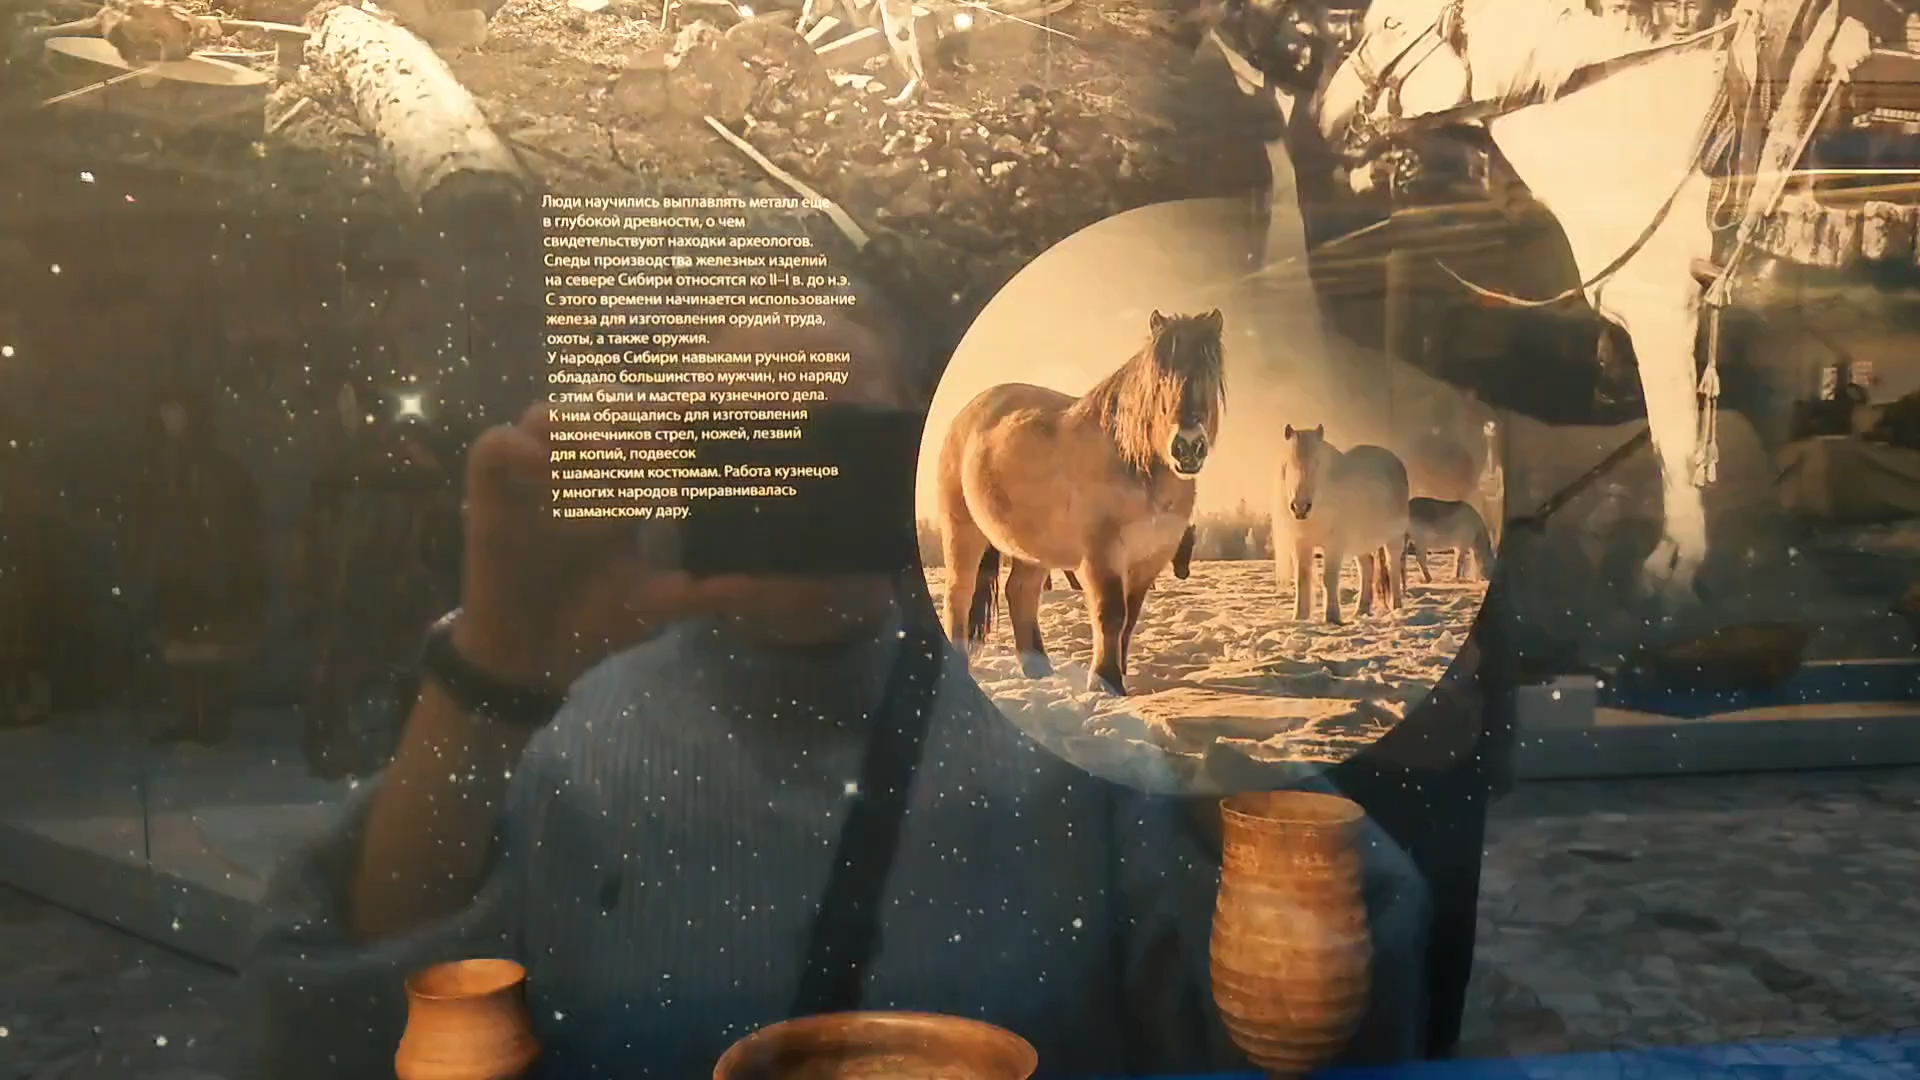 Люди научились выплавлять металл еще
в глубокой древности, о чем
свидетельствуют находки археологов.
Следы производства железных изделий
на севере Сибири относятся ко II–I в. до н.э.
С этого времени начинается использование
железа для изготовления орудий труда,
охоты, а также оружия.
У народов Сибири навыками ручной ковки
обладало большинство мужчин, но наряду
с этим были и мастера кузнечного дела.
К ним обращались для изготовления
наконечников стрел, ножей, лезвий
для копий, подвесок
к шаманским костюмам. Работа кузнецов
у многих народов приравнивалась
к шаманскому дару.